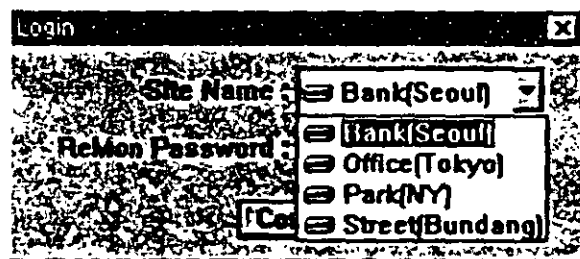 Login
Site Name : Bank(Seoul)
Bank(Seoul)
ReMon Password :
Office(Tokyo)
Park(NY)
Street(Bundang)